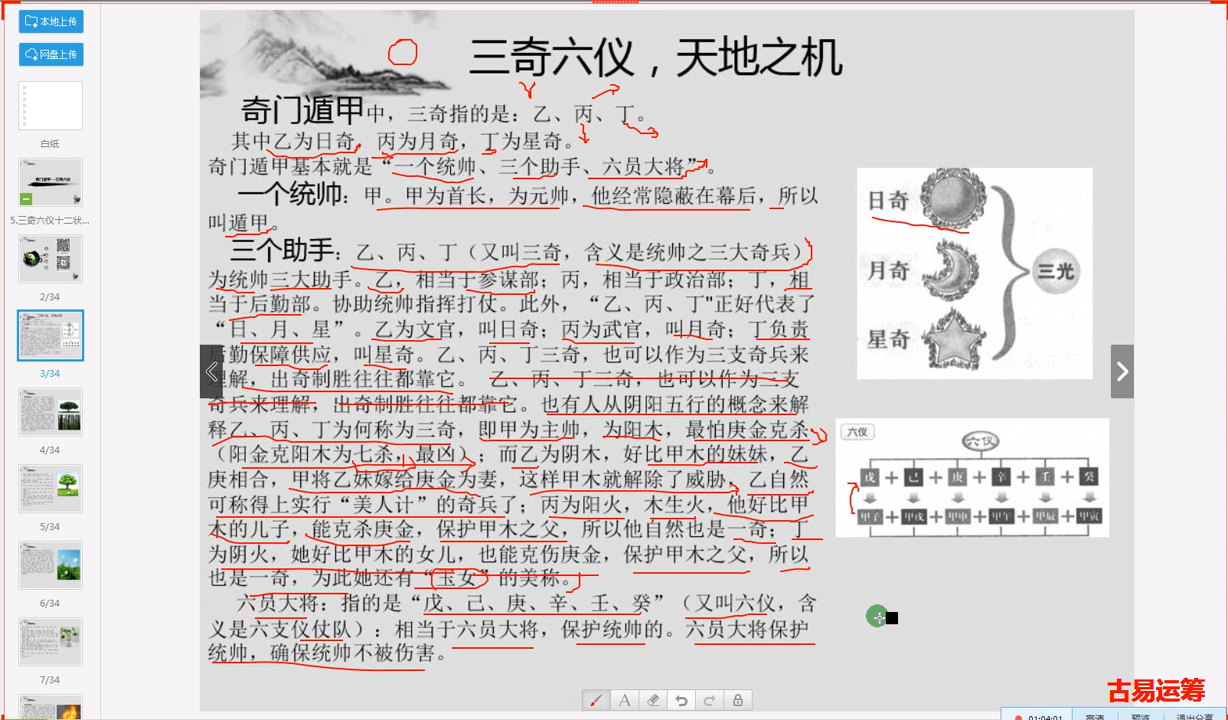 本地上传
网盘上传
白纸
5.三奇六仪十二状...
2/34
3/34
4/34
5/34
6/34
7/34
三奇六仪，天地之机
奇门遁甲中，三奇指的是：乙、丙、丁。
其中乙为日奇，丙为月奇，丁为星奇。
奇门遁甲基本就是“一个统帅、三个助手、六员大将”。
一个统帅：甲。甲为首长，为元帅，他经常隐蔽在幕后，所以
叫遁甲。
三个助手：乙、丙、丁（又叫三奇，含义是统帅之三大奇兵）
为统帅三大助手。乙，相当于参谋部；丙，相当于政治部；丁，相
当于后勤部。协助统帅指挥打仗。此外，“乙、丙、丁"正好代表了
“日、月、星”。乙为文官，叫日奇；丙为武官，叫月奇；丁负责
后勤保障供应，叫星奇。乙、丙、丁三奇，也可以作为三支奇兵来
理解，出奇制胜往往都靠它。 乙、丙、丁三奇，也可以作为三支
奇兵来理解，出奇制胜往往都靠它。也有人从阴阳五行的概念来解
释乙、丙、丁为何称为三奇，即甲为主帅，为阳木，最怕庚金克杀
（阳金克阳木为七杀，最凶）；而乙为阴木，好比甲木的妹妹，乙
庚相合，甲将乙妹嫁给庚金为妻，这样甲木就解除了威胁，乙自然
可称得上实行“美人计”的奇兵了；丙为阳火，木生火，他好比甲
木的儿子，能克杀庚金，保护甲木之父，所以他自然也是一奇；丁
为阴火，她好比甲木的女儿，也能克伤庚金，保护甲木之父，所以
也是一奇，为此她还有“玉女”的美称。
六员大将：指的是“戊、己、庚、辛、壬、癸”（又叫六仪，含
义是六支仪仗队）：相当于六员大将，保护统帅的。六员大将保护
统帅，确保统帅不被伤害。
日奇
月奇
星奇
三光
六仪
六仪
戊+己+庚+辛+壬+癸
甲子+甲戌+甲申+甲午+甲辰+甲寅
古易运筹
A
01:04:01